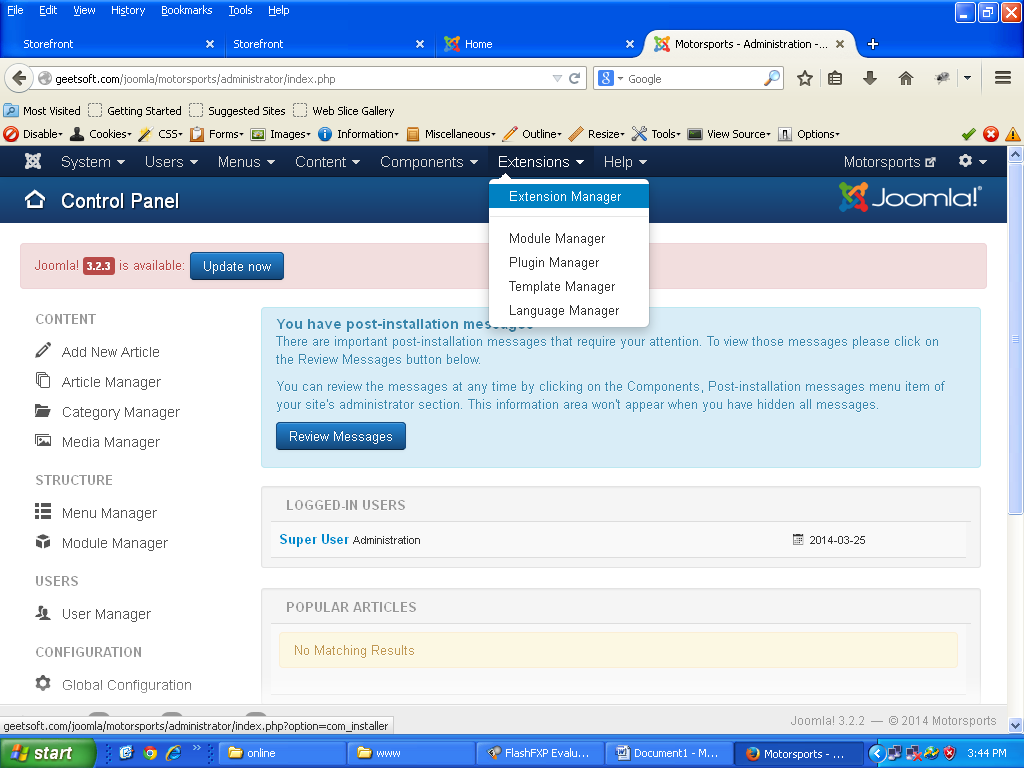 File Edit View History Bookmarks Tools Help
Storefront Storefront Home Motorsports - Administration -...
geetsoft.com/joomla/motorsports/administrator/index.php Google
Most Visited Getting Started Suggested Sites Web Slice Gallery
Disable Cookies CSS Forms Images Information Miscellaneous Outline Resize Tools View Source Options
System Users Menus Content Components Extensions Help Motorsports
Control Panel
Joomla!
Extension Manager
Module Manager
Plugin Manager
Template Manager
Language Manager
Joomla! 3.2.3 is available: Update now
CONTENT
Add New Article
Article Manager
Category Manager
Media Manager
STRUCTURE
Menu Manager
Module Manager
USERS
User Manager
CONFIGURATION
Global Configuration
You have post-installation messages
There are important post-installation messages that require your attention. To view those messages please click on
the Review Messages button below.
You can review the messages at any time by clicking on the Components, Post-installation messages menu item of
your site's administrator section. This information area won't appear when you have hidden all messages.
Review Messages
LOGGED-IN USERS
Super User Administration 2014-03-25
POPULAR ARTICLES
No Matching Results
geetsoft.com/joomla/motorsports/administrator/index.php?option=com_installer
Joomla! 3.2.2 — © 2014 Motorsports
start online www FlashFXP Evalu... Document1 - M... Motorsports - ... 3:44 PM